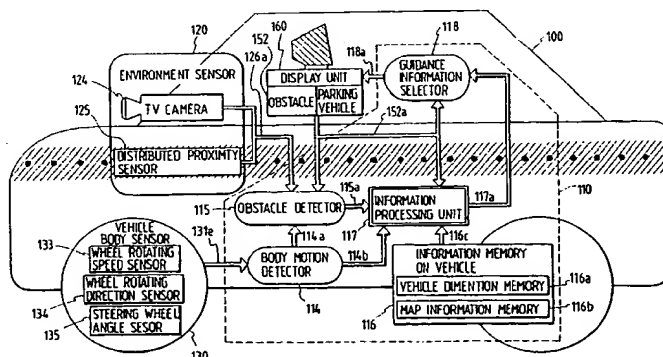 120
160
152
126a
118
118a
100
124
ENVIRONMENT SENSOR
TV CAMERA
125
DISTRIBUTED PROXIMITY
SENSOR
DISPLAY UNIT
OBSTACLE
PARKING
VEHICLE
GUIDANCE
INFORMATION
SELECTOR
152a
110
115
OBSTACLE DETECTOR
115a
INFORMATION
PROCESSING UNIT
117a
117
131e
114a
114b
116c
BODY MOTION
DETECTOR
114
VEHICLE
BODY SENSOR
133
WHEEL ROTATING
SPEED SENSOR
WHEEL ROTATING
DIRECTION SENSOR
134
STEERING WHEEL
ANGLE SESOR
135
130
INFORMATION MEMORY
ON VEHICLE
VEHICLE DIMENTION MEMORY
116a
MAP INFORMATION MEMORY
116b
116